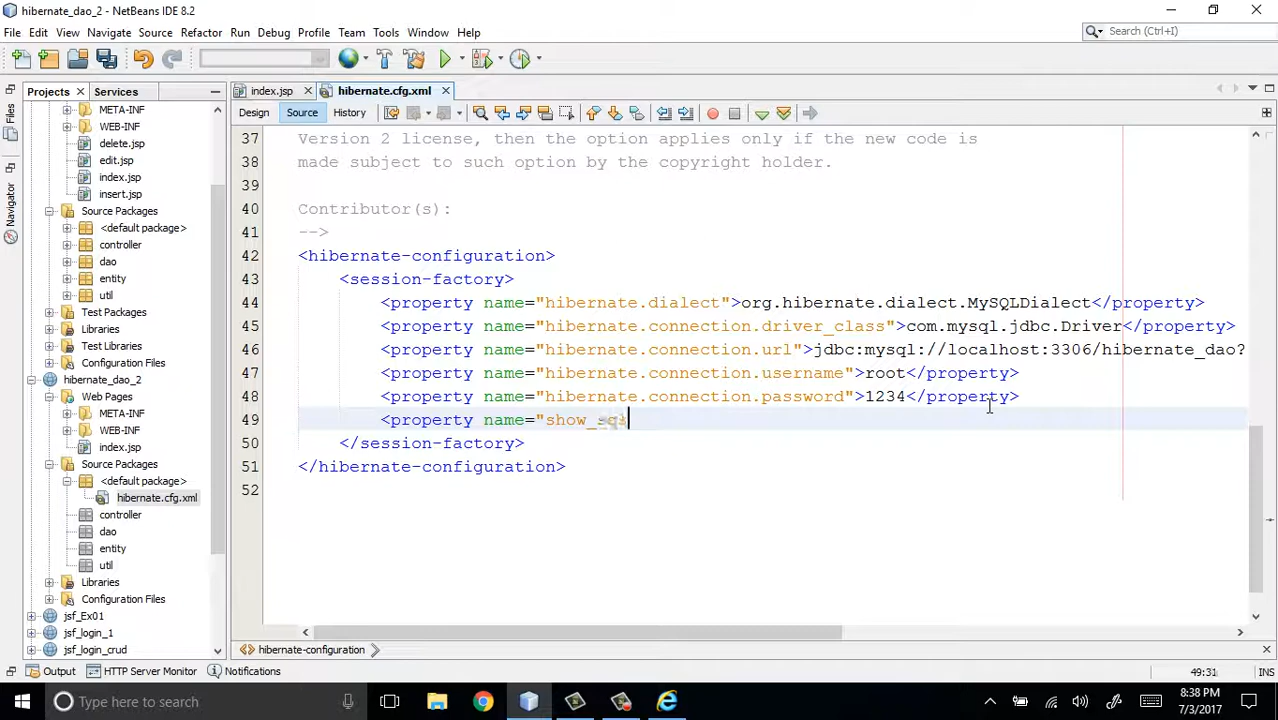 hibernate_dao_2 - NetBeans IDE 8.2
File Edit View Navigate Source Refactor Run Debug Profile Team Tools Window Help
Search (Ctrl+I)
Files
Navigator
Projects
Services
META-INF
WEB-INF
delete.jsp
edit.jsp
index.jsp
insert.jsp
Source Packages
<default package>
controller
dao
entity
util
Test Packages
Libraries
Test Libraries
Configuration Files
hibernate_dao_2
Web Pages
META-INF
WEB-INF
index.jsp
Source Packages
<default package>
hibernate.cfg.xml
controller
dao
entity
util
Libraries
Configuration Files
jsf_Ex01
jsf_login_1
jsf_login_crud
index.jsp
hibernate.cfg.xml
Design Source History
37 Version 2 license, then the option applies only if the new code is
38 made subject to such option by the copyright holder.
39
40 Contributor(s):
41 -->
42 <hibernate-configuration>
43 <session-factory>
44 <property name="hibernate.dialect">org.hibernate.dialect.MySQLDialect</property>
45 <property name="hibernate.connection.driver_class">com.mysql.jdbc.Driver</property>
46 <property name="hibernate.connection.url">jdbc:mysql://localhost:3306/hibernate_dao?
47 <property name="hibernate.connection.username">root</property>
48 <property name="hibernate.connection.password">1234</property>
49 <property name="
50 </session-factory>
51 </hibernate-configuration>
52
hibernate-configuration
Output
HTTP Server Monitor
Notifications
49:31
INS
Type here to search
8:38 PM
7/3/2017